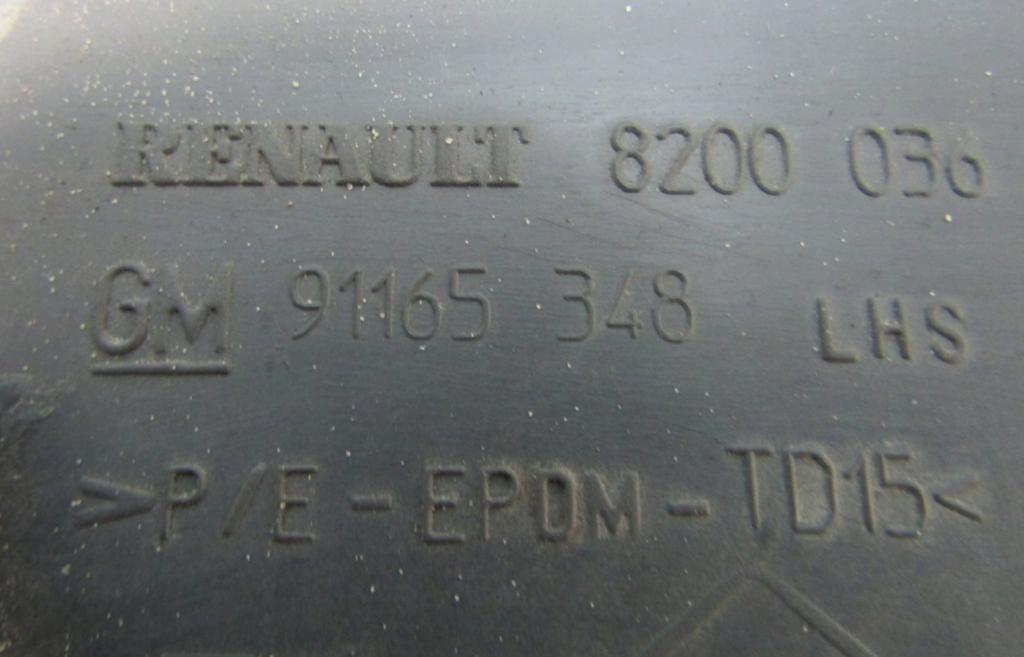 RENAULT 8200 036
GM 91165 348 LHS
>P/E-EPDM-TD15<